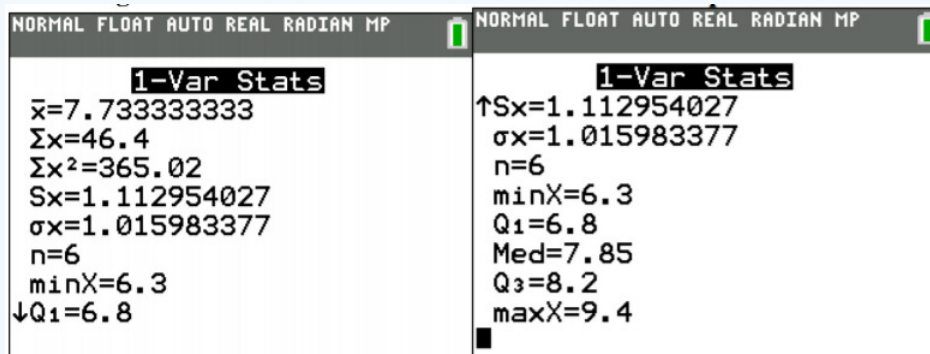 NORMAL FLOAT AUTO REAL RADIAN MP
1-Var Stats
x̄=7.733333333
Σx=46.4
Σx²=365.02
Sx=1.112954027
σx=1.015983377
n=6
minX=6.3
↓Q₁=6.8
NORMAL FLOAT AUTO REAL RADIAN MP
1-Var Stats
↑Sx=1.112954027
σx=1.015983377
n=6
minX=6.3
Q₁=6.8
Med=7.85
Q₃=8.2
maxX=9.4